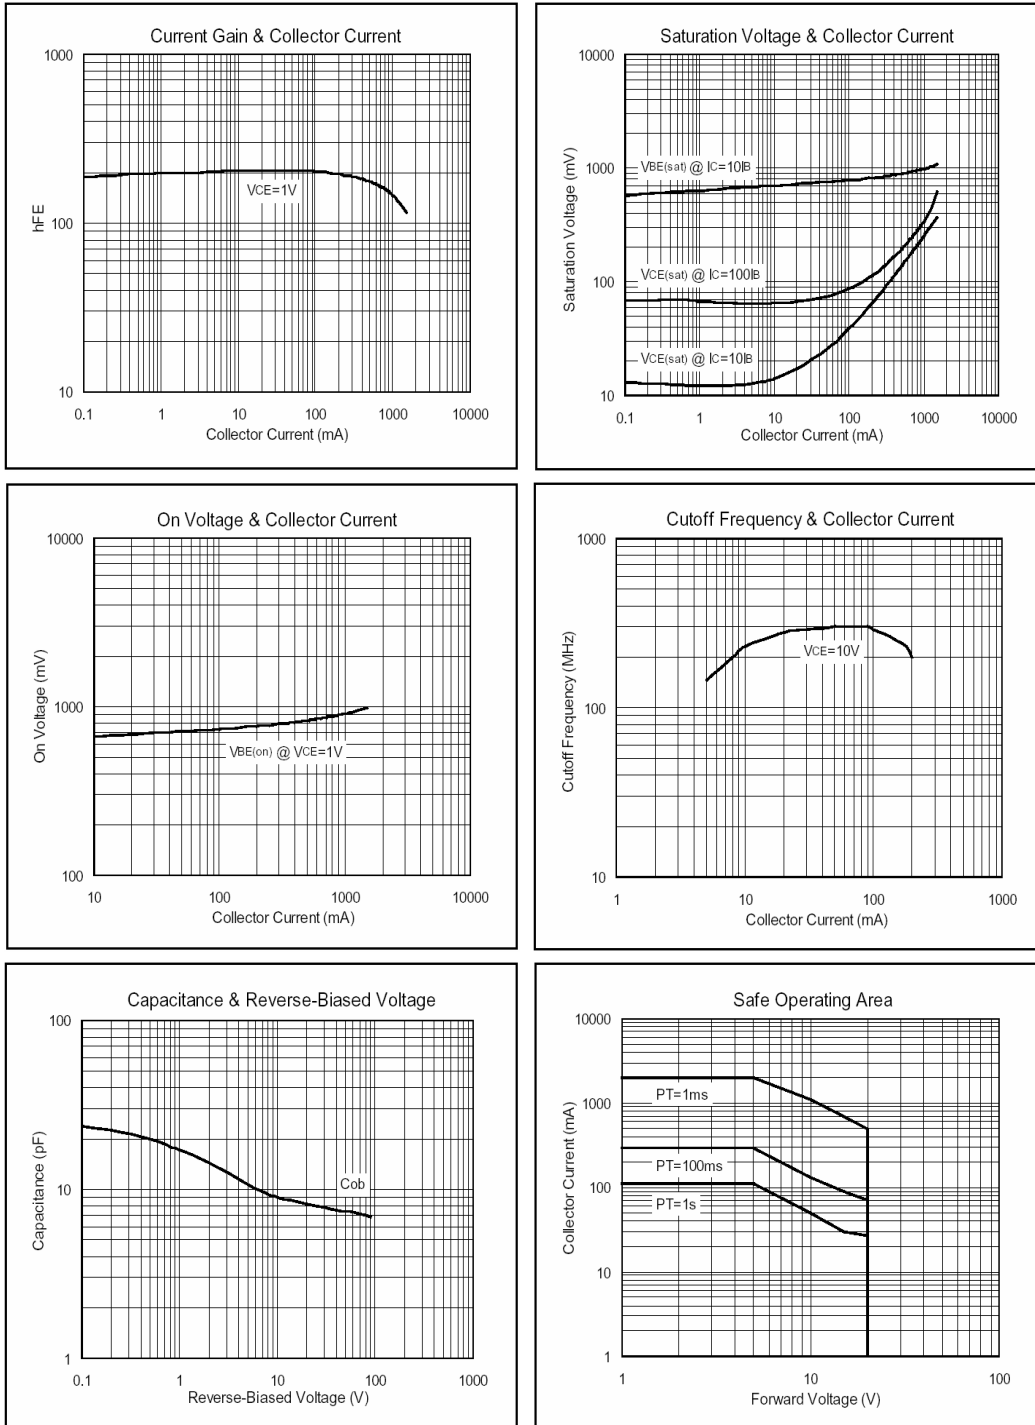 Current Gain & Collector Current
1000
100
10
hFE
VCE=1V
0.1 1 10 100 1000 10000
Collector Current (mA)
Saturation Voltage & Collector Current
10000
1000
100
10
Saturation Voltage (mV)
VBE(sat) @ IC=10IB
VCE(sat) @ IC=100IB
VCE(sat) @ IC=10IB
0.1 1 10 100 1000 10000
Collector Current (mA)
On Voltage & Collector Current
10000
1000
100
On Voltage (mV)
VBE(on) @ VCE=1V
10 100 1000 10000
Collector Current (mA)
Cutoff Frequency & Collector Current
1000
100
10
Cutoff Frequency (MHz)
VCE=10V
1 10 100 1000
Collector Current (mA)
Capacitance & Reverse-Biased Voltage
100
10
1
Capacitance (pF)
Cob
0.1 1 10 100 1000
Reverse-Biased Voltage (V)
Safe Operating Area
10000
1000
100
10
1
Collector Current (mA)
PT=1ms
PT=100ms
PT=1s
1 10 100
Forward Voltage (V)